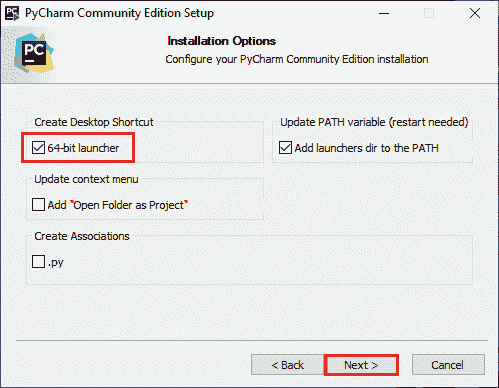 PC
PyCharm Community Edition Setup
PC
Installation Options
Configure your PyCharm Community Edition installation
Create Desktop Shortcut
64-bit launcher
Update PATH variable (restart needed)
Add launchers dir to the PATH
Update context menu
Add "Open Folder as Project"
Create Associations
.py
< Back
Next >
Cancel